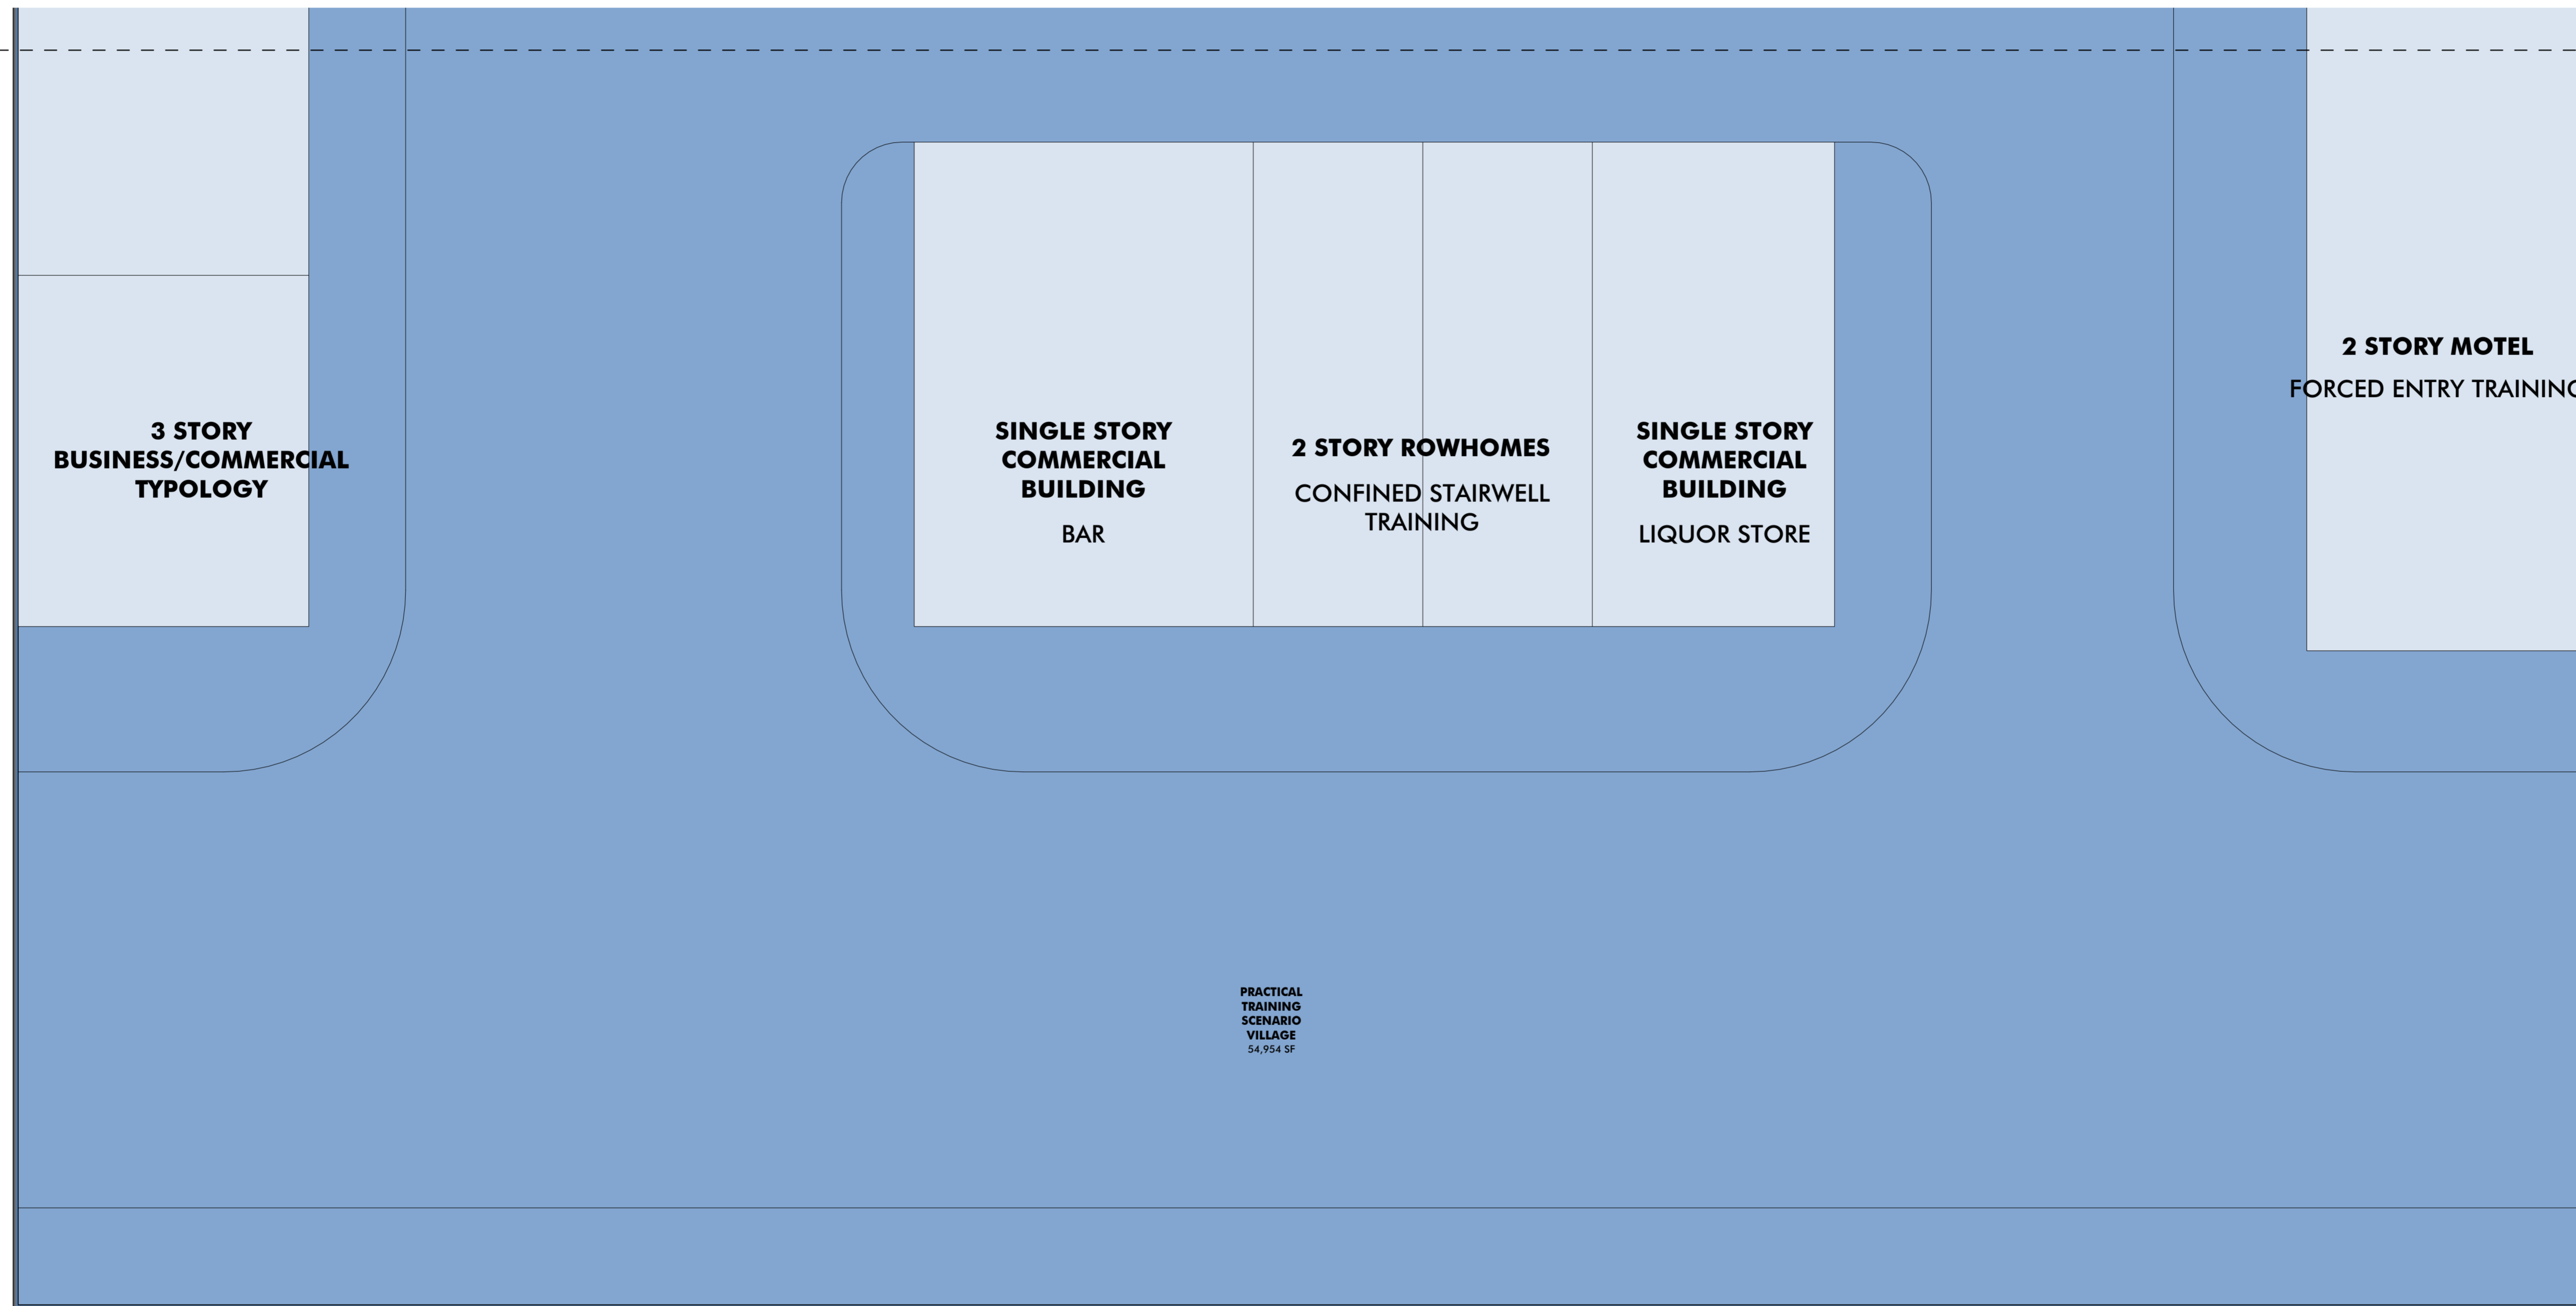 3 STORY
BUSINESS/COMMERCIAL
TYPOLOGY
SINGLE STORY
COMMERCIAL
BUILDING
BAR
2 STORY ROWHOMES
CONFINED STAIRWELL
TRAINING
SINGLE STORY
COMMERCIAL
BUILDING
LIQUOR STORE
2 STORY MOTEL
FORCED ENTRY TRAINING
PRACTICAL
TRAINING
SCENARIO
VILLAGE
54,954 SF